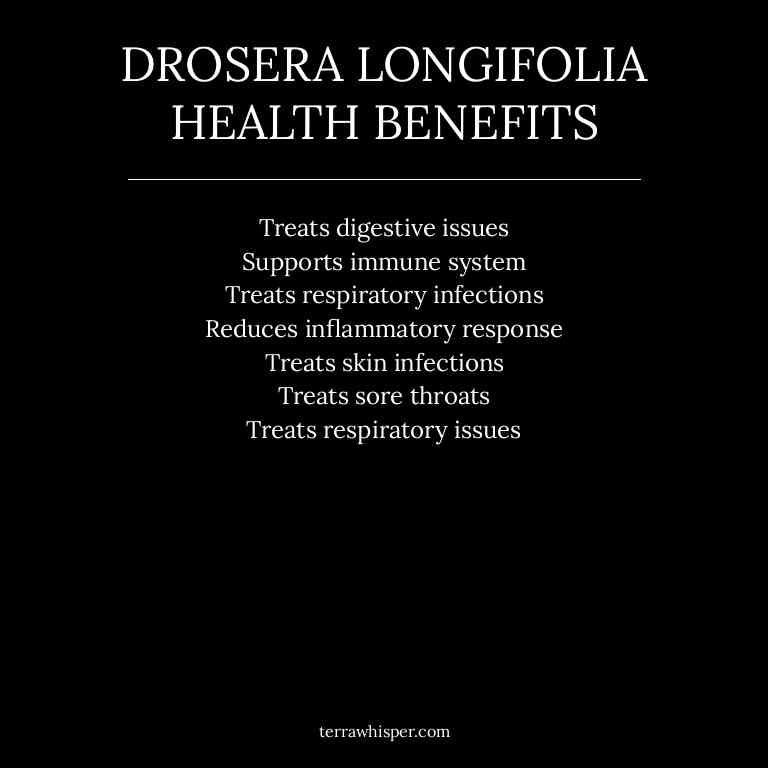 DROSERA LONGIFOLIA
HEALTH BENEFITS
Treats digestive issues
Supports immune system
Treats respiratory infections
Reduces inflammatory response
Treats skin infections
Treats sore throats
Treats respiratory issues
terrawhisper.com